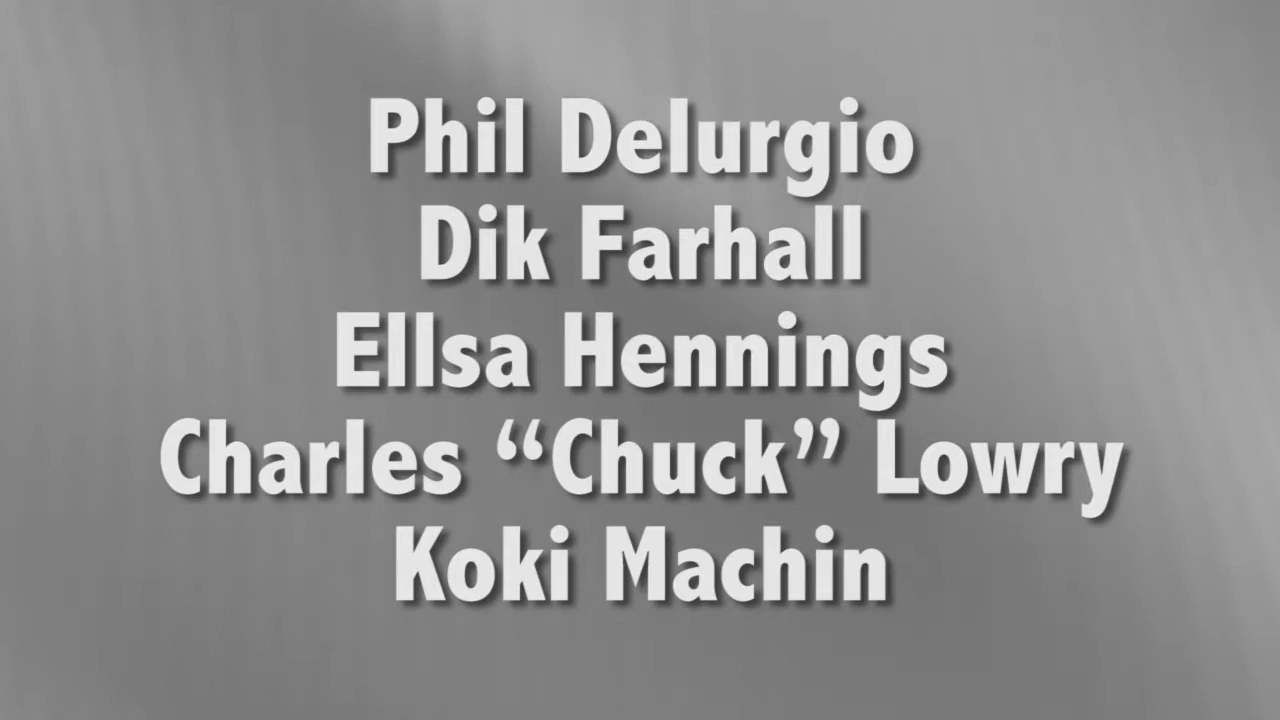 Phil Delurgio
Dik Farhall
Ellsa Hennings
Charles “Chuck” Lowry
Koki Machin